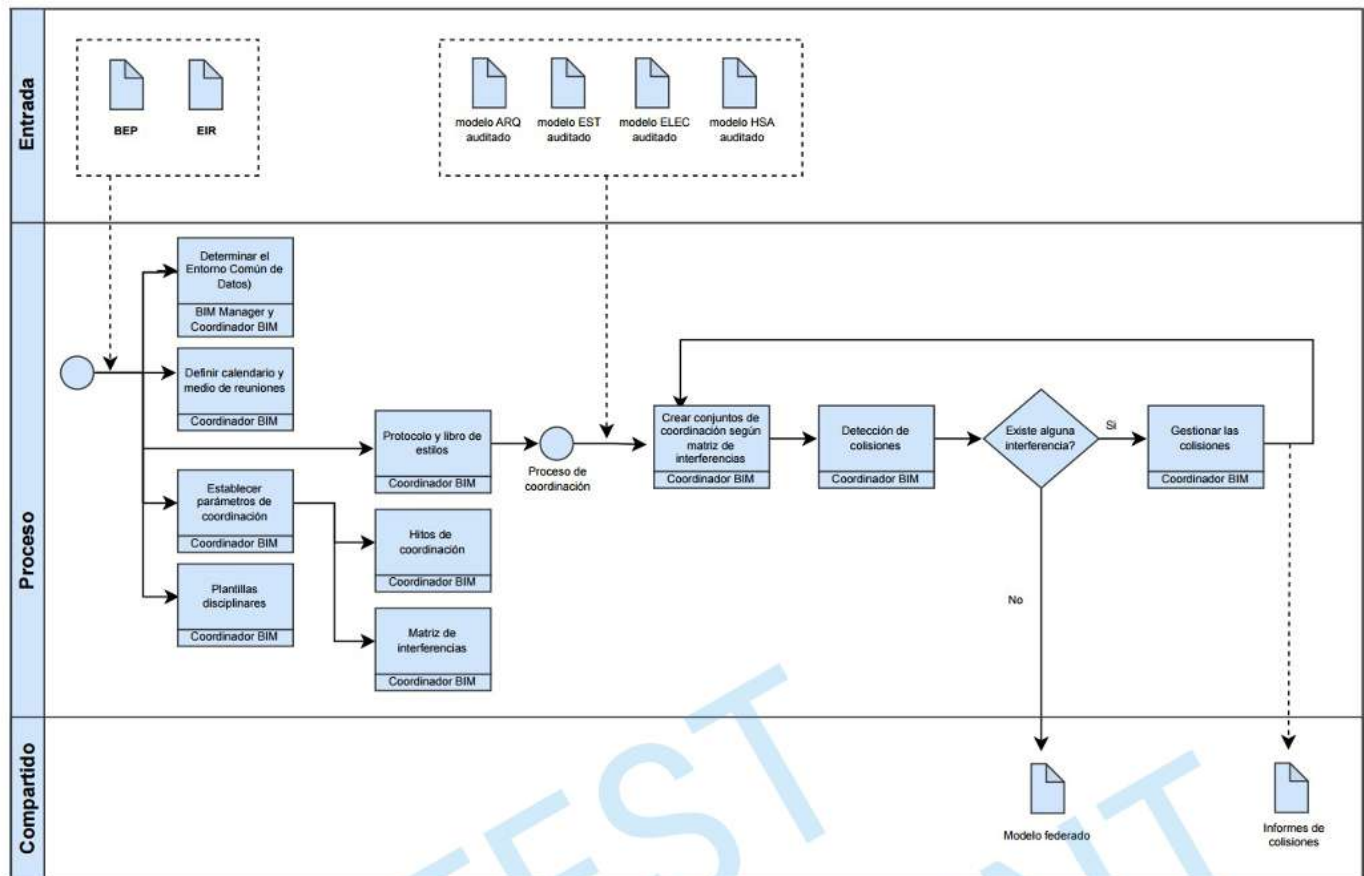 Entrada
BEP
EIR
modelo ARQ
auditado
modelo EST
auditado
modelo ELEC
auditado
modelo HSA
auditado
Proceso
Determinar el
Entorno Común de
Datos)
BIM Manager y
Coordinador BIM
Definir calendario y
medio de reuniones
Coordinador BIM
Establecer
parámetros de
coordinación
Coordinador BIM
Plantillas
disciplinares
Coordinador BIM
Protocolo y libro de
estilos
Coordinador BIM
Hitos de
coordinación
Coordinador BIM
Matriz de
interferencias
Coordinador BIM
Proceso de
coordinación
Crear conjuntos de
coordinación según
matriz de
interferencias
Coordinador BIM
Detección de
colisiones
Coordinador BIM
Existe alguna
interferencia?
Si
No
Gestionar las
colisiones
Coordinador BIM
Compartido
Modelo federado
Informes de
colisiones